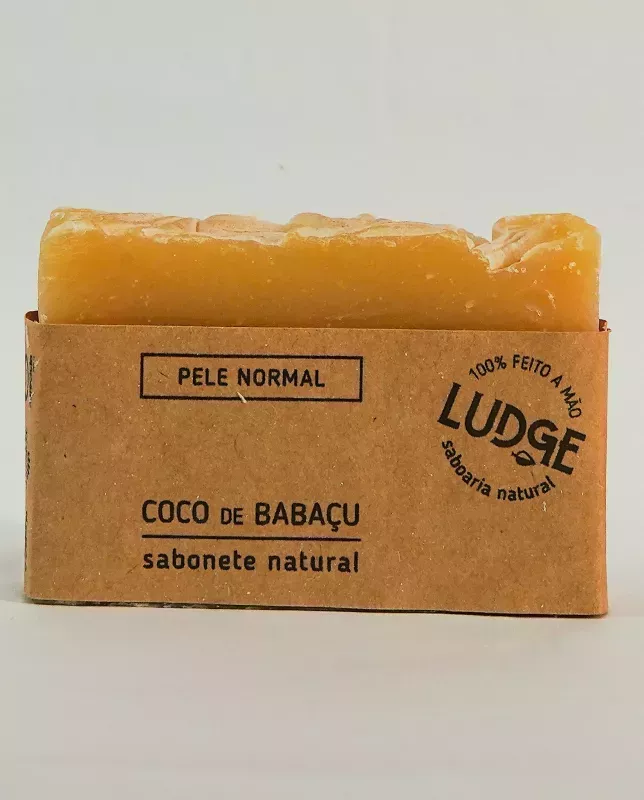 PELE NORMAL
100% FEITO A MÃO
LUDGE
saboaria natural
COCO DE BABAÇU
sabonete natural